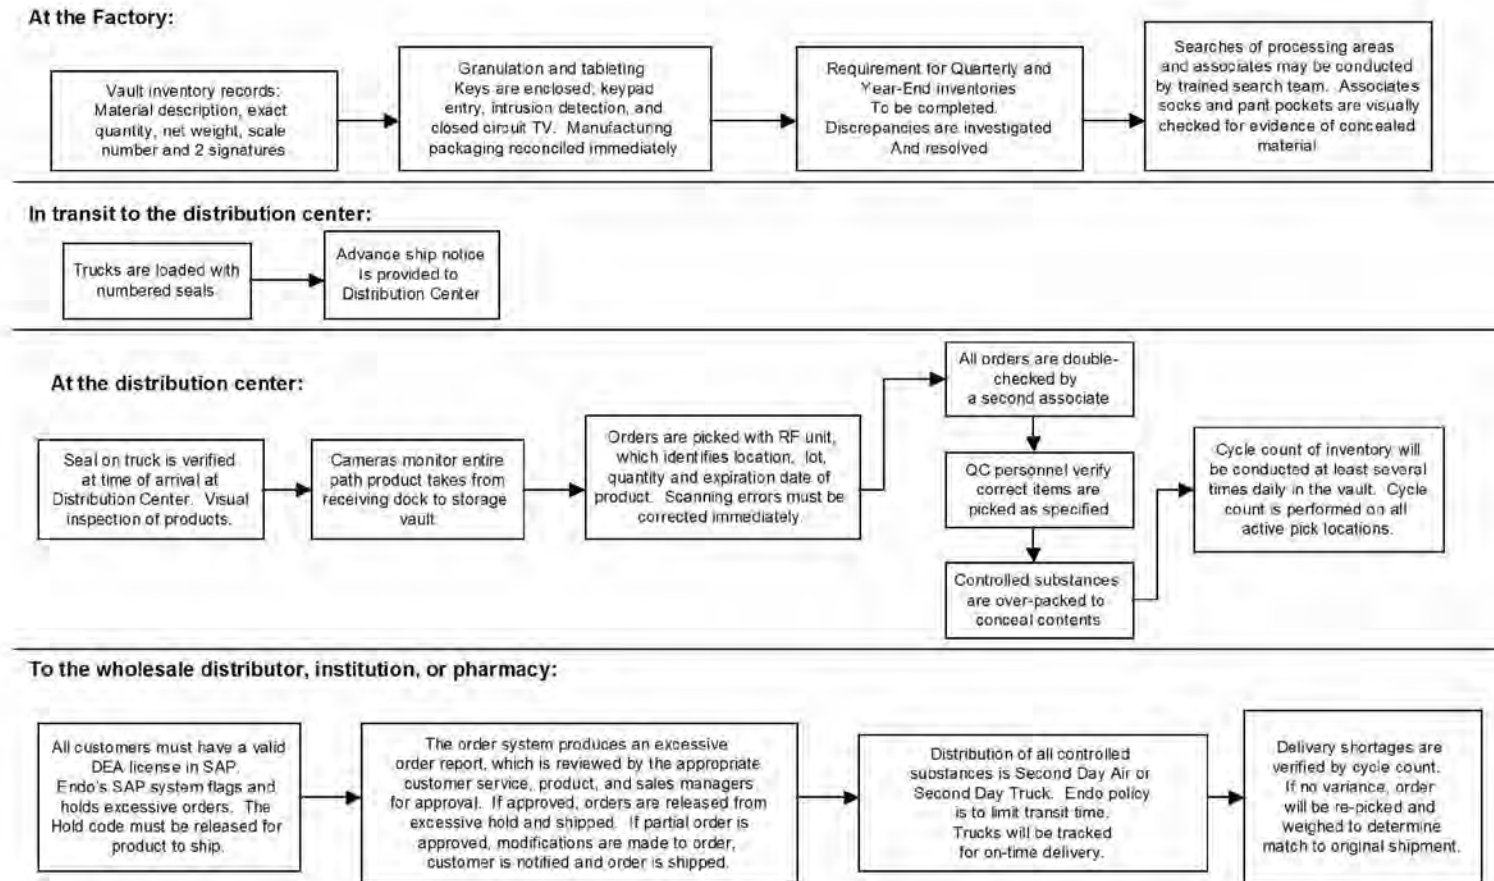 At the Factory:
Vault inventory records:
Material description, exact
quantity, net weight, scale
number and 2 signatures
Granulation and tableting
Keys are enclosed; keypad
entry, intrusion detection, and
closed circuit TV. Manufacturing
packaging reconciled immediately
Requirement for Quarterly and
Year-End inventories
To be completed.
Discrepancies are investigated
And resolved
Searches of processing areas
and associates may be conducted
by trained search team. Associates
socks and pant pockets are visually
checked for evidence of concealed
material
In transit to the distribution center:
Trucks are loaded with
numbered seals
Advance ship notice
is provided to
Distribution Center
At the distribution center:
Seal on truck is verified
at time of arrival at
Distribution Center. Visual
inspection of products.
Cameras monitor entire
path product takes from
receiving dock to storage
vault
Orders are picked with RF unit,
which identifies location, lot,
quantity and expiration date of
product. Scanning errors must be
corrected immediately.
All orders are double-
checked by
a second associate
QC personnel verify
correct items are
picked as specified
Controlled substances
are over-packed to
conceal contents
Cycle count of inventory will
be conducted at least several
times daily in the vault. Cycle
count is performed on all
active pick locations.
To the wholesale distributor, institution, or pharmacy:
All customers must have a valid
DEA license in SAP.
Endo's SAP system flags and
holds excessive orders. The
Hold code must be released for
product to ship.
The order system produces an excessive
order report, which is reviewed by the appropriate
customer service, product, and sales managers
for approval. If approved, orders are released from
excessive hold and shipped. If partial order is
approved, modifications are made to order,
customer is notified and order is shipped.
Distribution of all controlled
substances is Second Day Air or
Second Day Truck. Endo policy
is to limit transit time.
Trucks will be tracked
for on-time delivery.
Delivery shortages are
verified by cycle count.
If no variance, order
will be re-picked and
weighed to determine
match to original shipment.